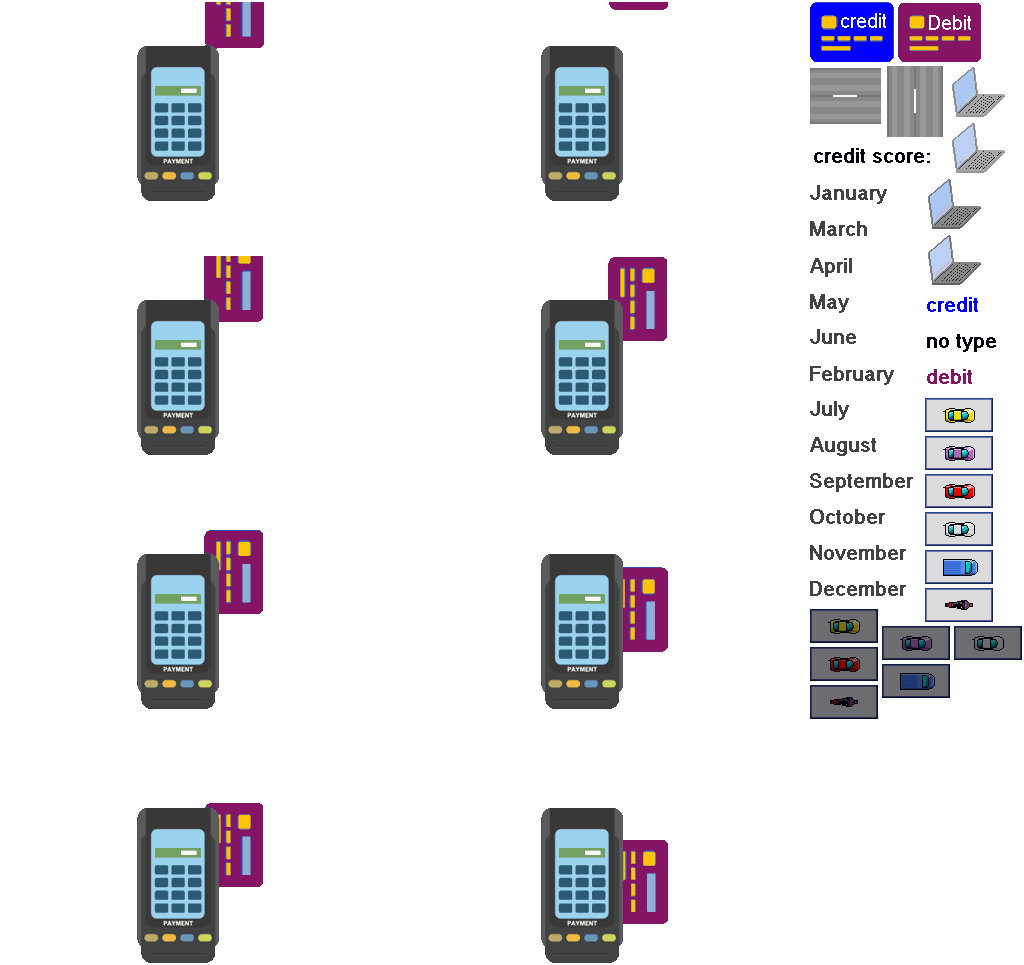 credit
Debit
credit score:
January
March
April
May
credit
June
no type
February
debit
July
August
September
October
November
December
PAYMENT
PAYMENT
PAYMENT
PAYMENT
PAYMENT
PAYMENT
PAYMENT
PAYMENT